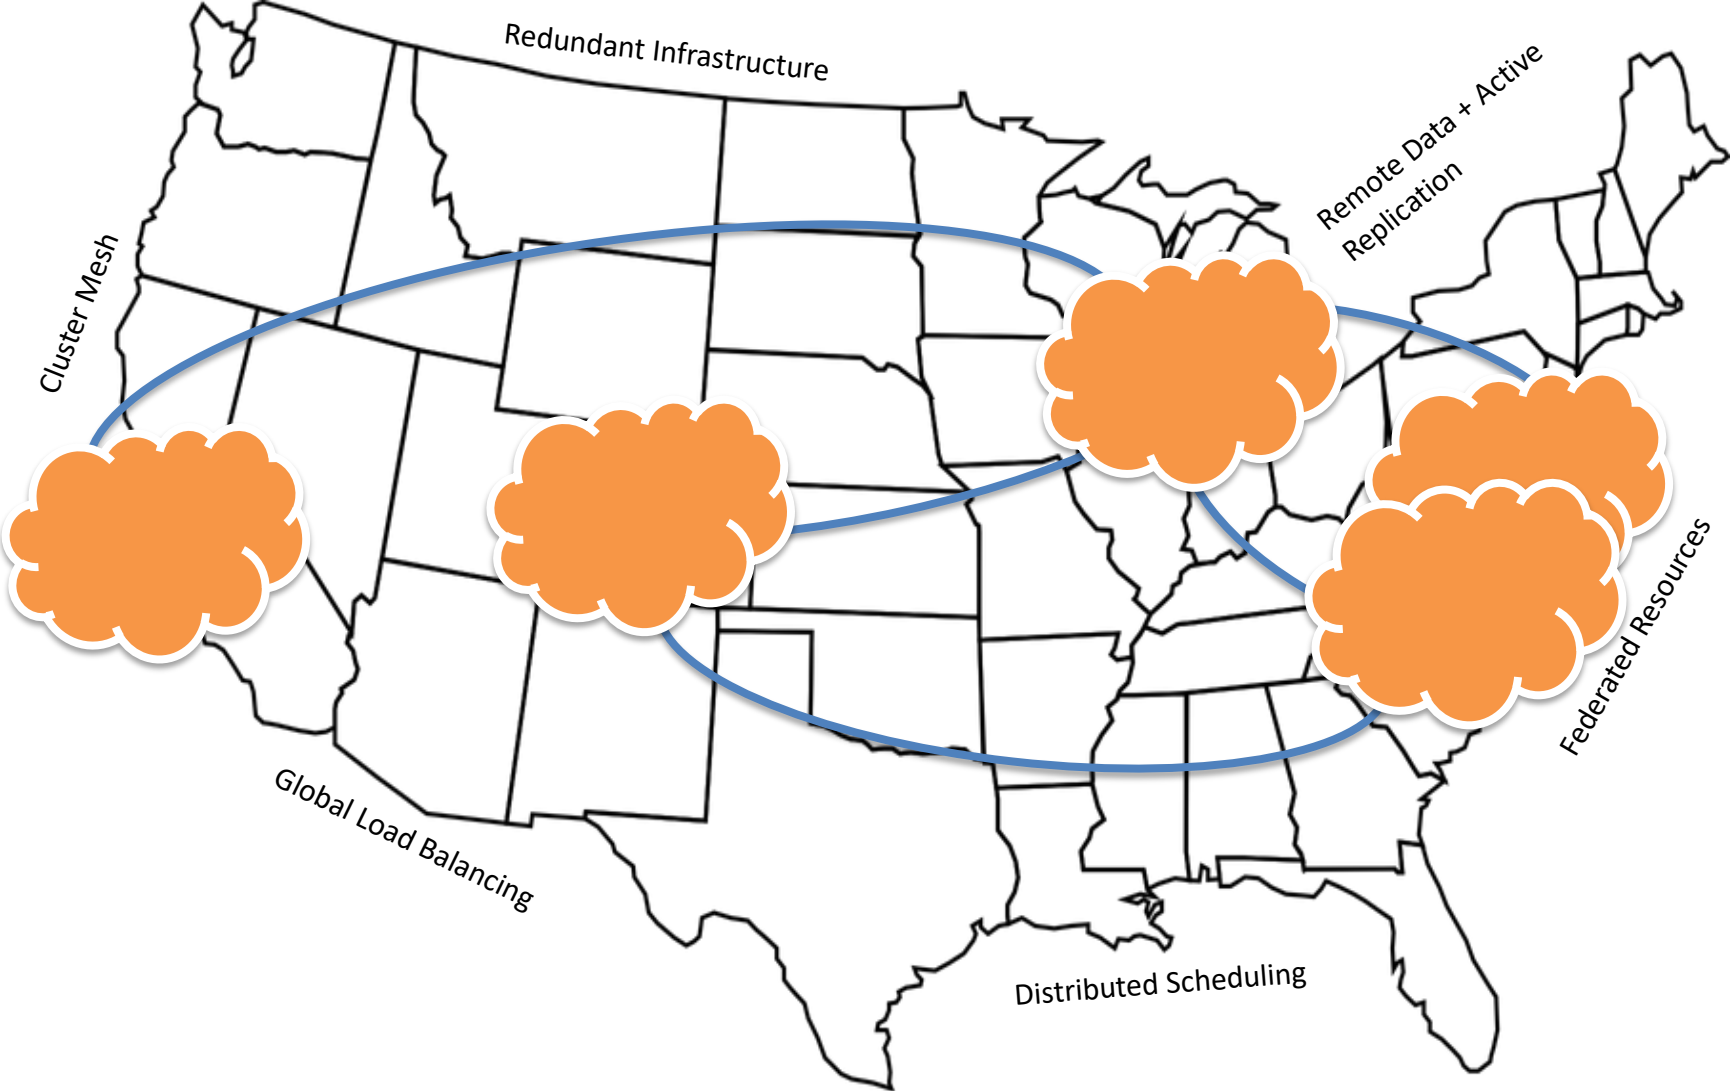 Redundant Infrastructure
Remote Data + Active
Replication
Cluster Mesh
Federated Resources
Global Load Balancing
Distributed Scheduling